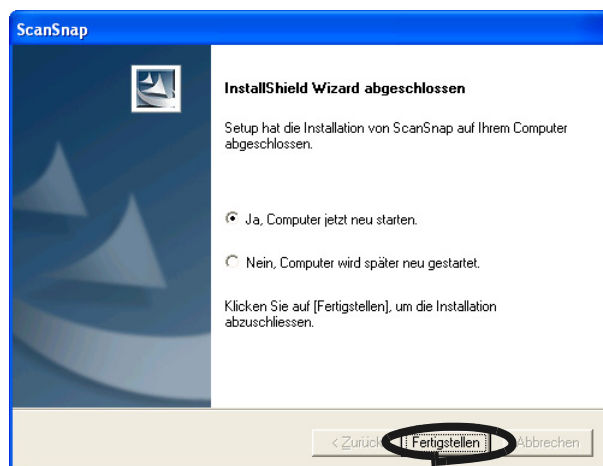 ScanSnap
InstallShield Wizard abgeschlossen
Setup hat die Installation von ScanSnap auf Ihrem Computer
abgeschlossen.
Ja, Computer jetzt neu starten.
Nein, Computer wird später neu gestartet.
Klicken Sie auf [Fertigstellen], um die Installation
abzuschliessen.
< Zurück Fertigstellen Abbrechen